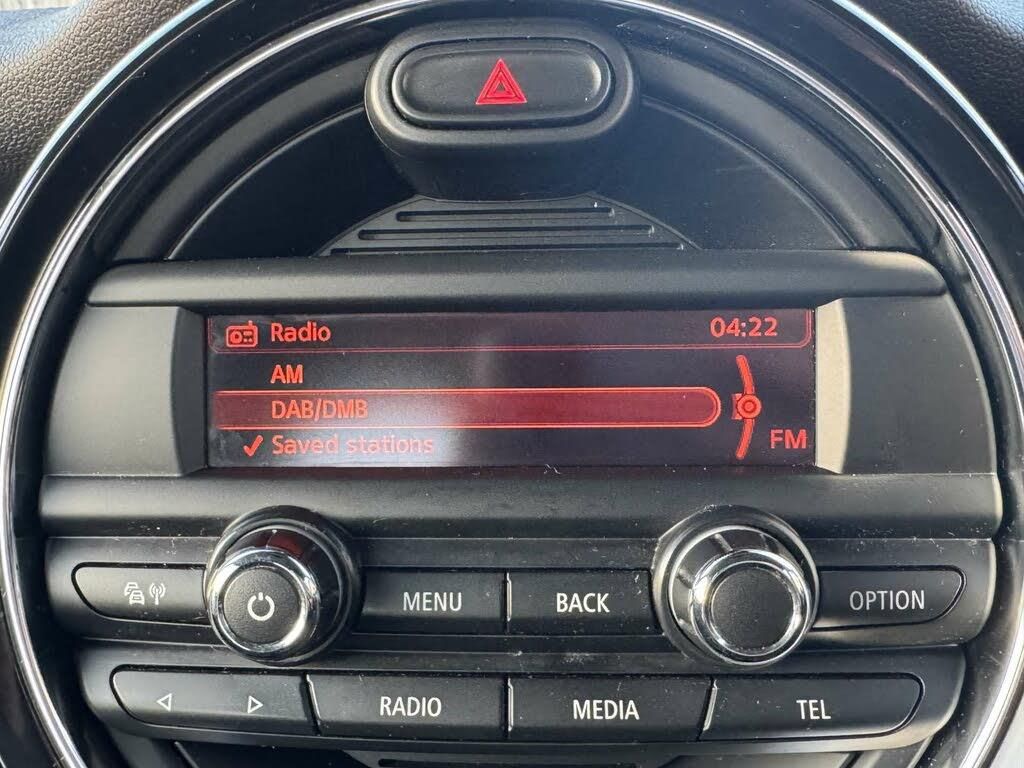 Radio 04:22
AM
DAB/DMB
Saved stations FM
MENU BACK OPTION
RADIO MEDIA TEL